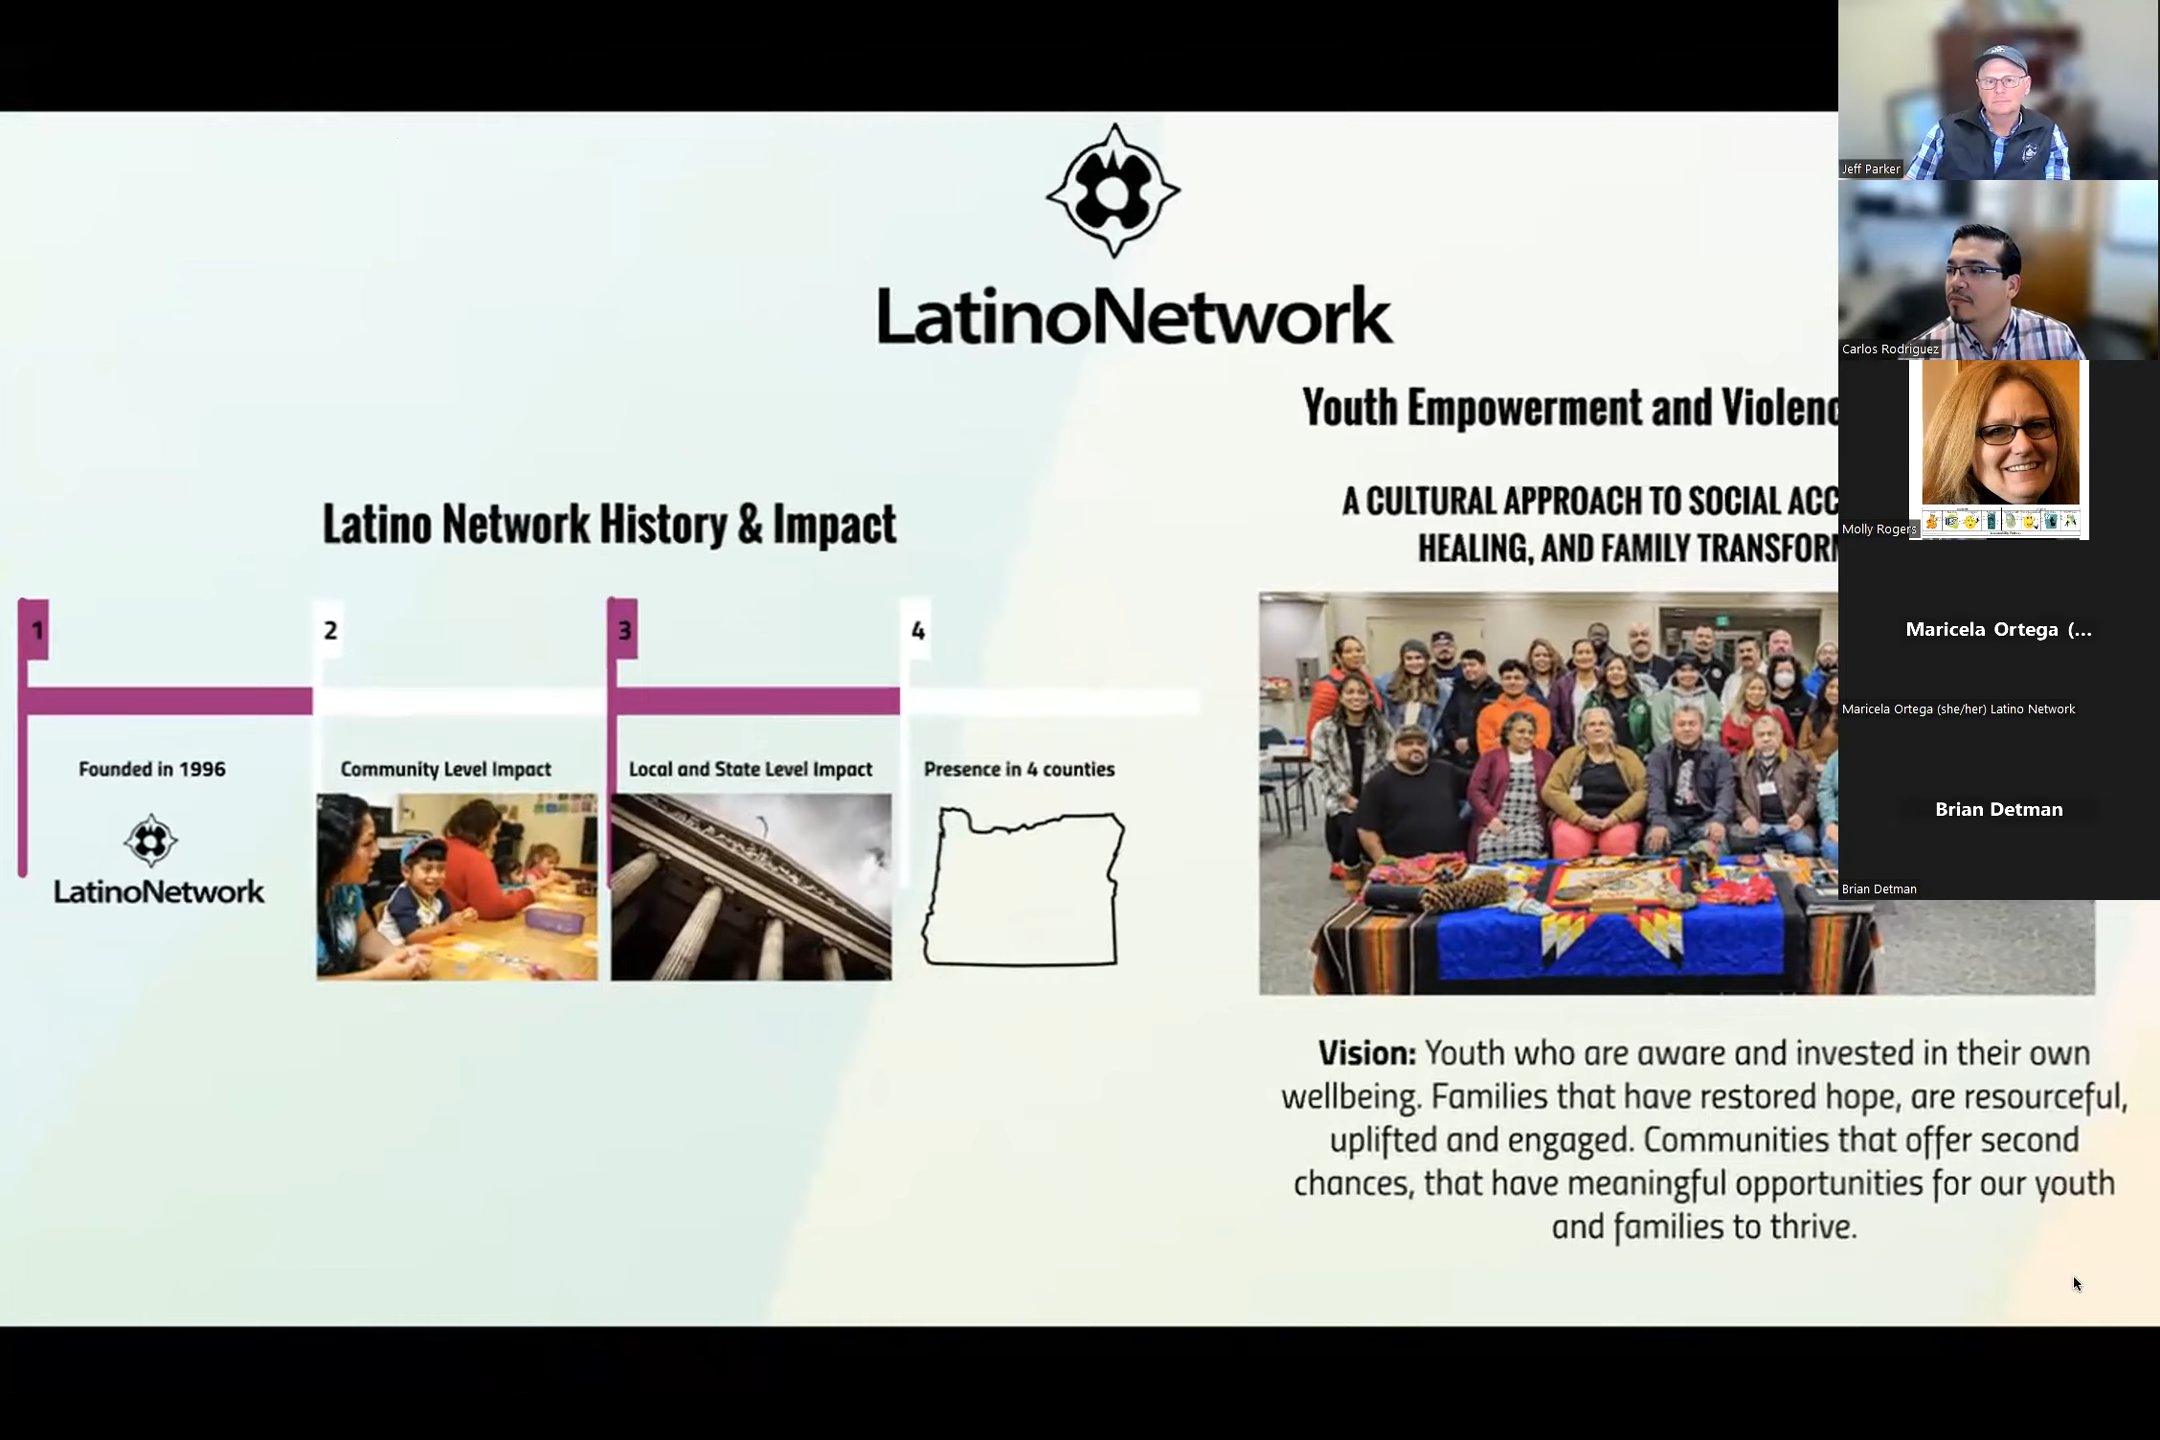 LatinoNetwork
Youth Empowerment and Violenc
A CULTURAL APPROACH TO SOCIAL ACC
HEALING, AND FAMILY TRANSFORM
Latino Network History & Impact
1
2
3
4
Founded in 1996
Community Level Impact
Local and State Level Impact
Presence in 4 counties
LatinoNetwork
Vision: Youth who are aware and invested in their own
wellbeing. Families that have restored hope, are resourceful,
uplifted and engaged. Communities that offer second
chances, that have meaningful opportunities for our youth
and families to thrive.
Jeff Parker
Carlos Rodriguez
Molly Rogers
Maricela Ortega (...
Maricela Ortega (she/her) Latino Network
Brian Detman
Brian Detman